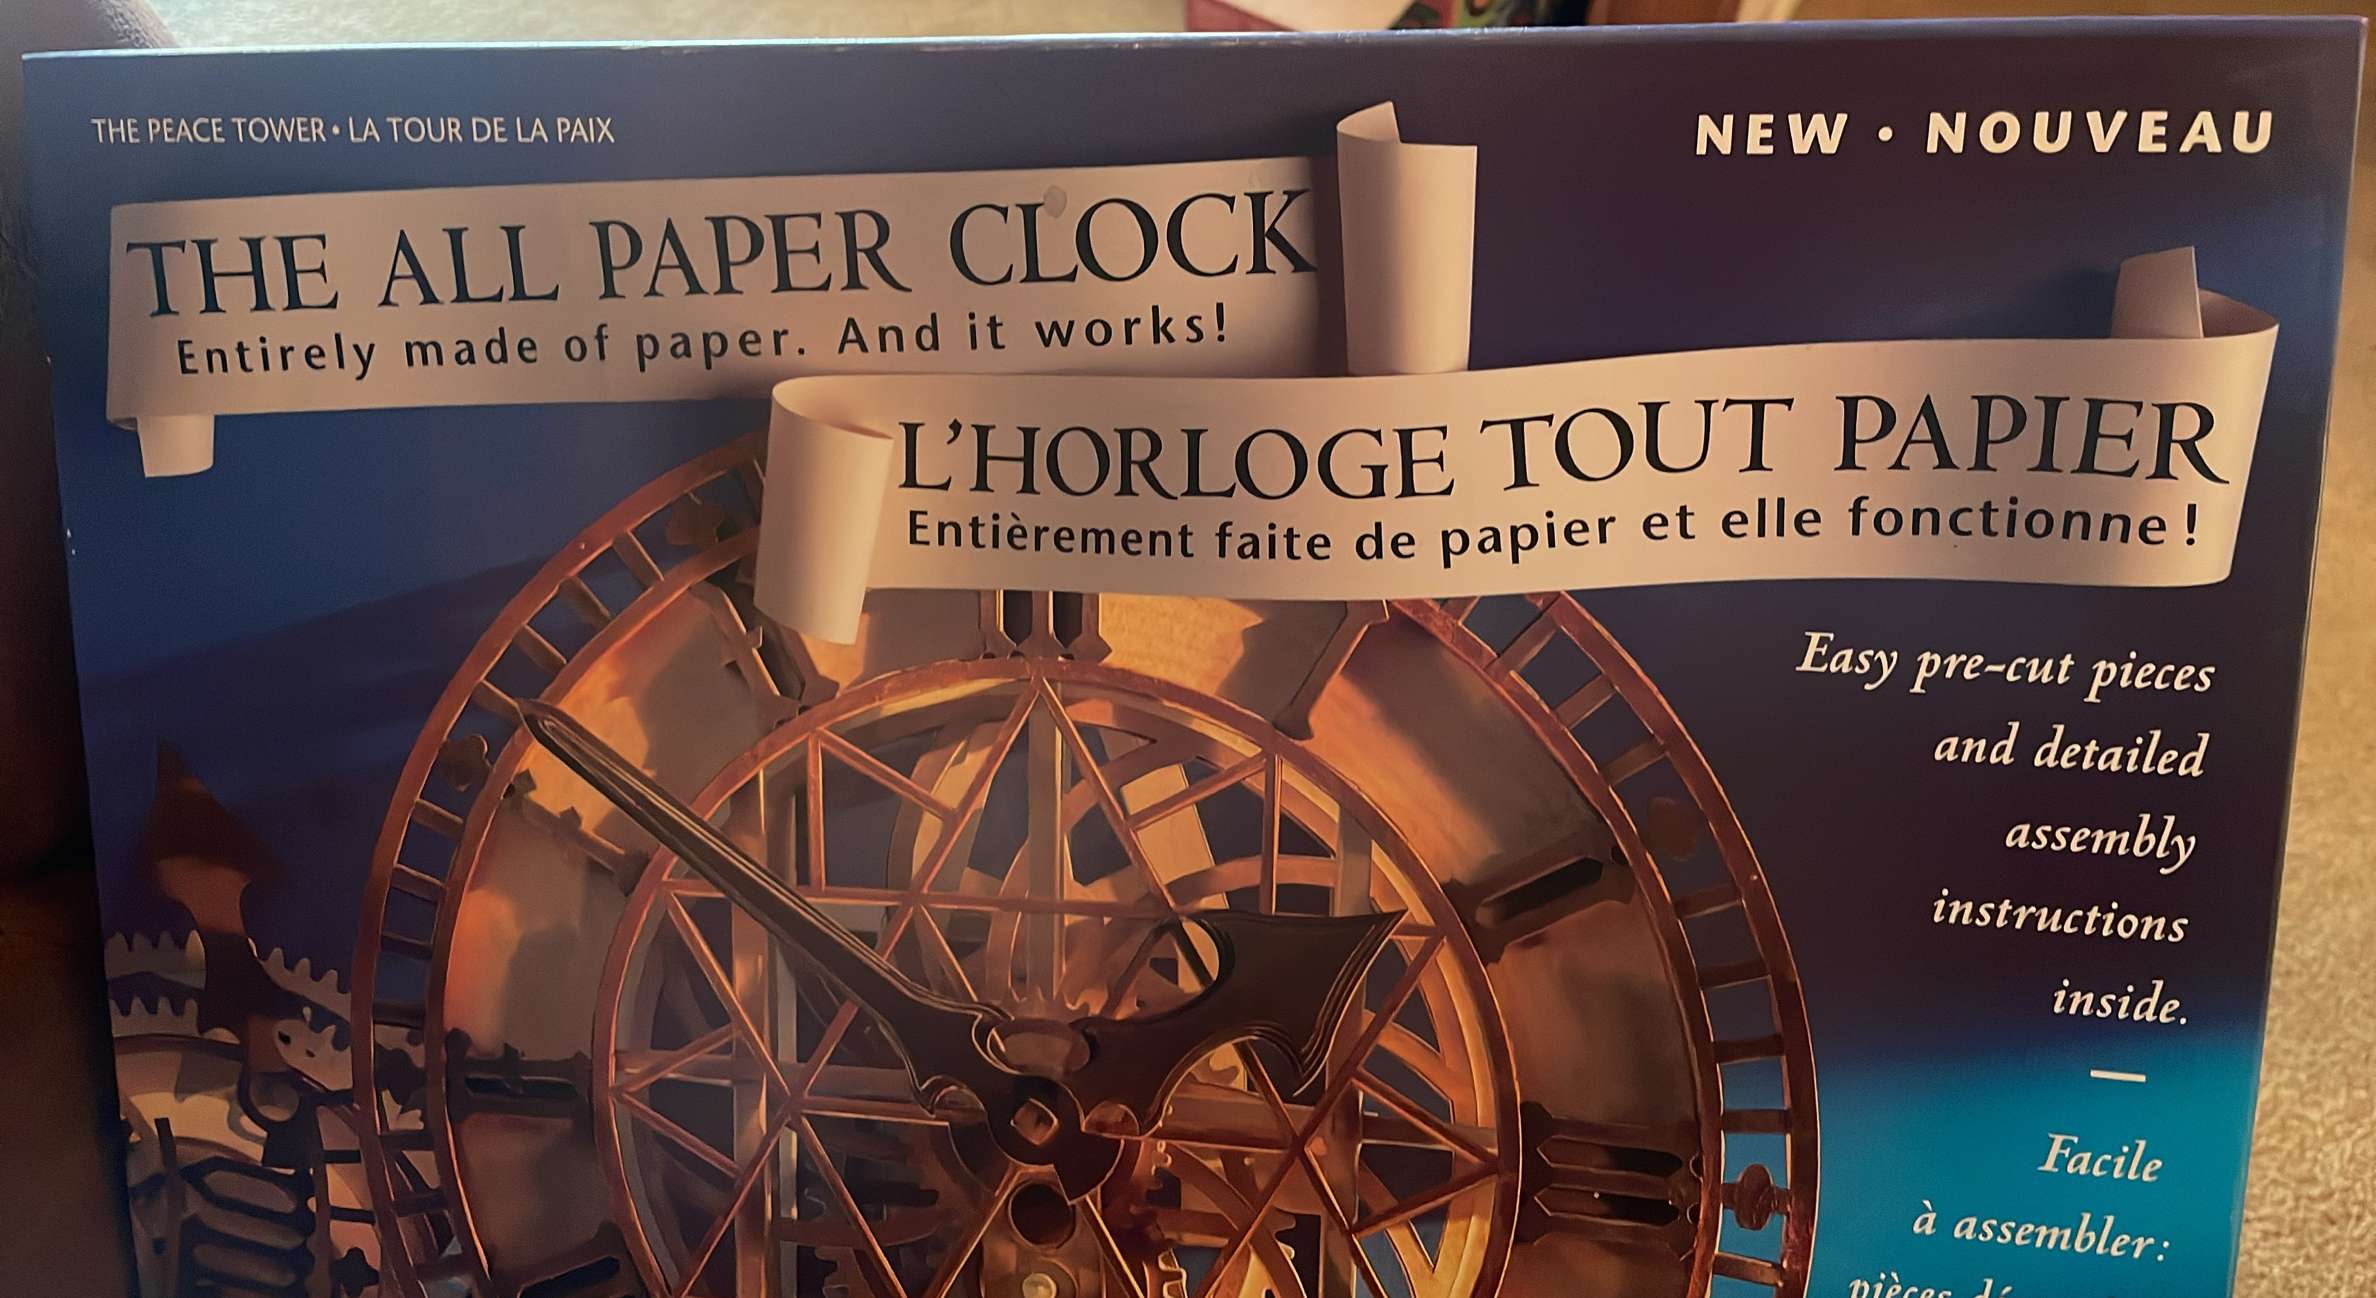 THE PEACE TOWER • LA TOUR DE LA PAIX
NEW • NOUVEAU
THE ALL PAPER CLOCK
Entirely made of paper. And it works!
L'HORLOGE TOUT PAPIER
Entièrement faite de papier et elle fonctionne !
Easy pre-cut pieces
and detailed
assembly
instructions
inside.
—
Facile
à assembler :
pièces